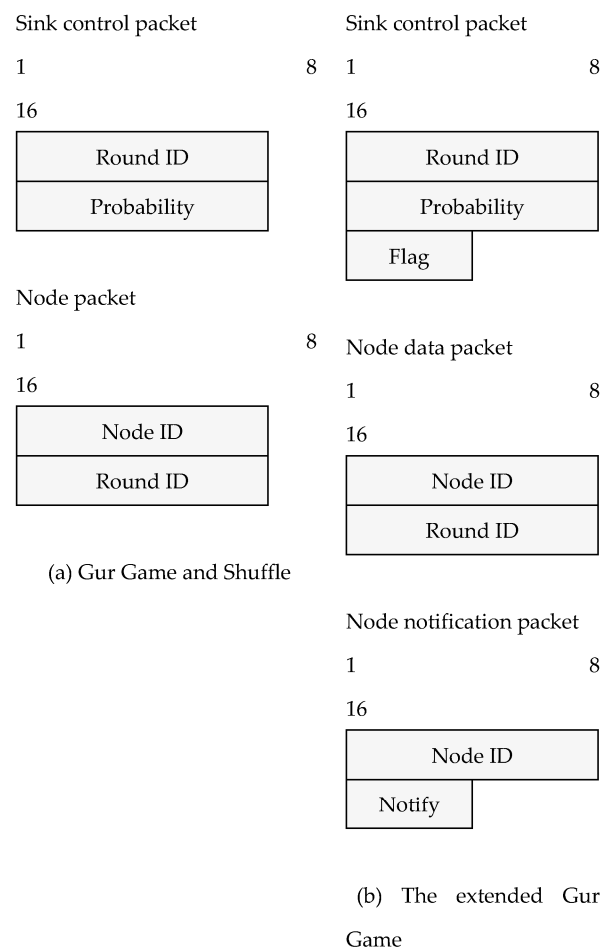 Sink control packet
1 8
16
Round ID
Probability
Node packet
1 8
16
Node ID
Round ID
(a) Gur Game and Shuffle
Sink control packet
1 8
16
Round ID
Probability
Flag
Node data packet
1 8
16
Node ID
Round ID
Node notification packet
1 8
16
Node ID
Notify
(b) The extended Gur
Game